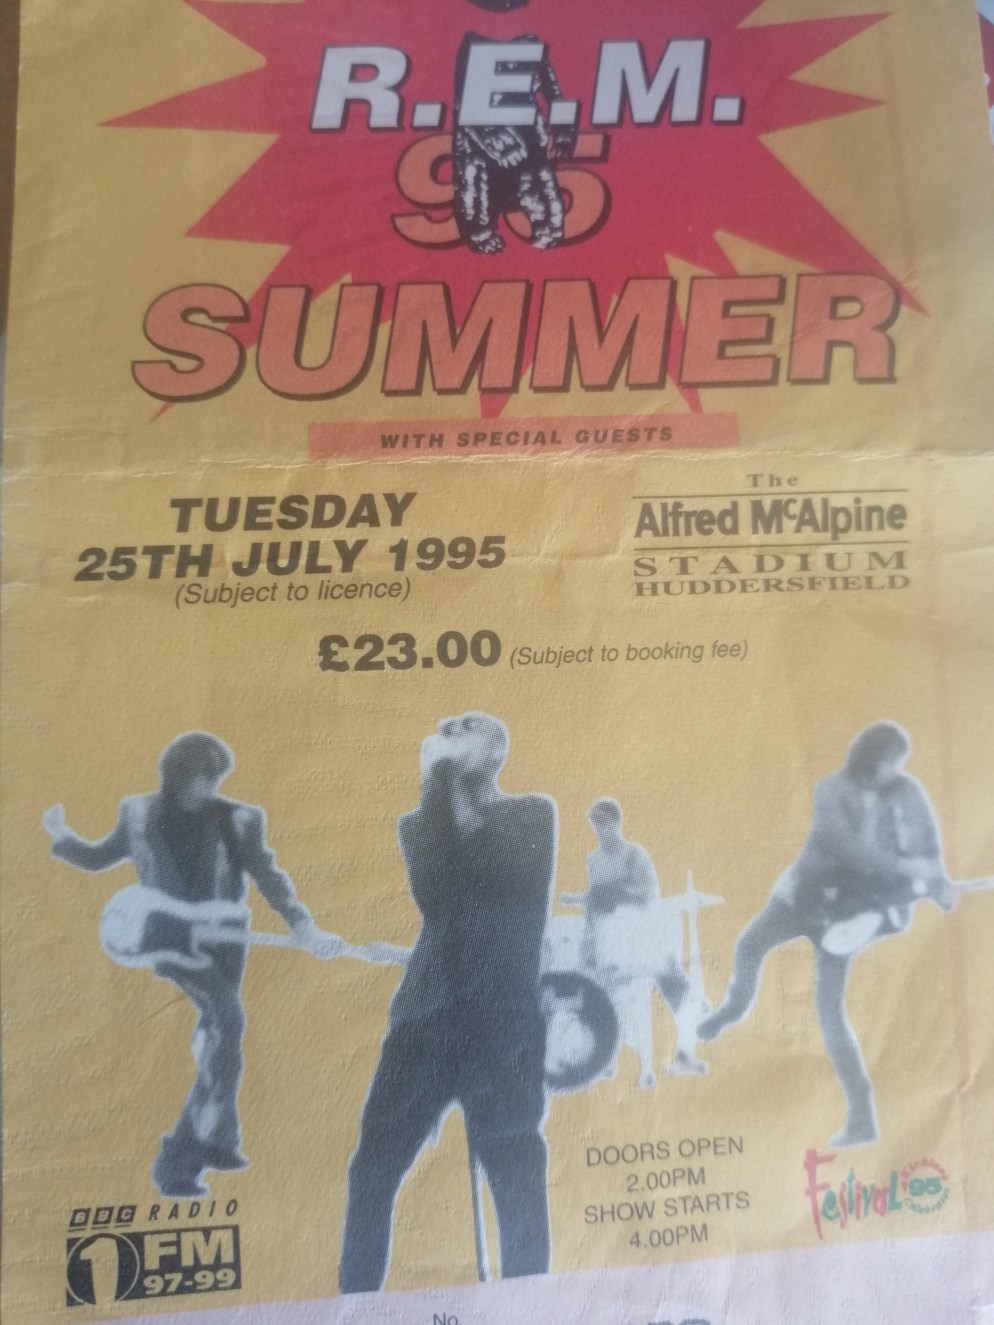 R.E.M.
95
SUMMER
WITH SPECIAL GUESTS
TUESDAY
25TH JULY 1995
(Subject to licence)
The
Alfred McAlpine
STADIUM
HUDDERSFIELD
£23.00 (Subject to booking fee)
DOORS OPEN
2.00PM
SHOW STARTS
4.00PM
BBC RADIO
1 FM
97-99
Festival
95
No.